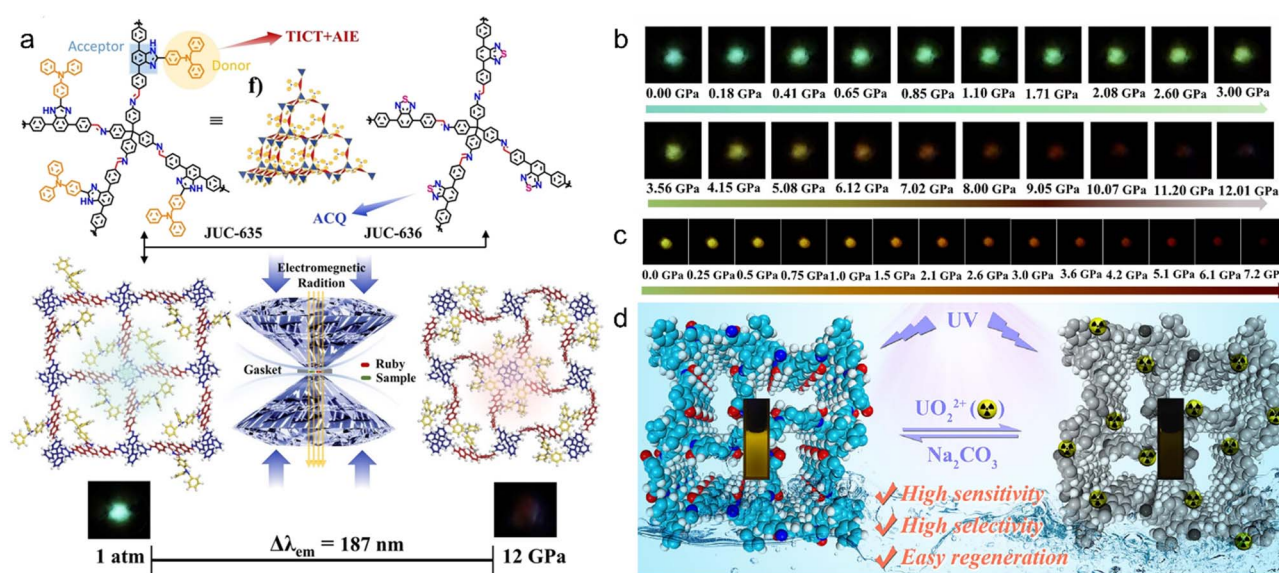 a
Acceptor
TICT+AIE
Donor
f)
≡
ACQ
JUC-635
JUC-636
Electromagnetic
Radition
Gasket
Ruby
Sample
1 atm
Δλem = 187 nm
12 GPa
b
0.00 GPa 0.18 GPa 0.41 GPa 0.65 GPa 0.85 GPa 1.10 GPa 1.71 GPa 2.08 GPa 2.60 GPa 3.00 GPa
3.56 GPa 4.15 GPa 5.08 GPa 6.12 GPa 7.02 GPa 8.00 GPa 9.05 GPa 10.07 GPa 11.20 GPa 12.01 GPa
c
0.0 GPa 0.25 GPa 0.5 GPa 0.75 GPa 1.0 GPa 1.5 GPa 2.1 GPa 2.6 GPa 3.0 GPa 3.6 GPa 4.2 GPa 5.1 GPa 6.1 GPa 7.2 GPa
d
UV
UO₂²⁺ ( )
Na₂CO₃
✓ High sensitivity
✓ High selectivity
✓ Easy regeneration